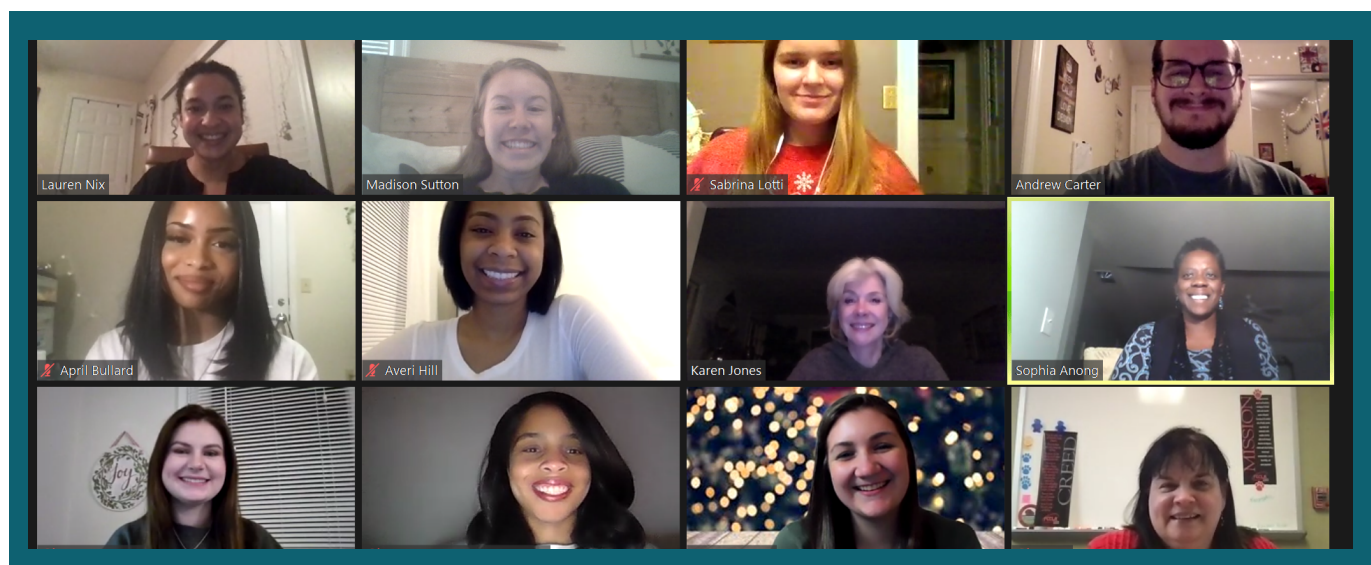 Lauren Nix
Madison Sutton
Sabrina Lotti
Andrew Carter
April Bullard
Averi Hill
Karen Jones
Sophia Anong
Joy
CREED
MISSION